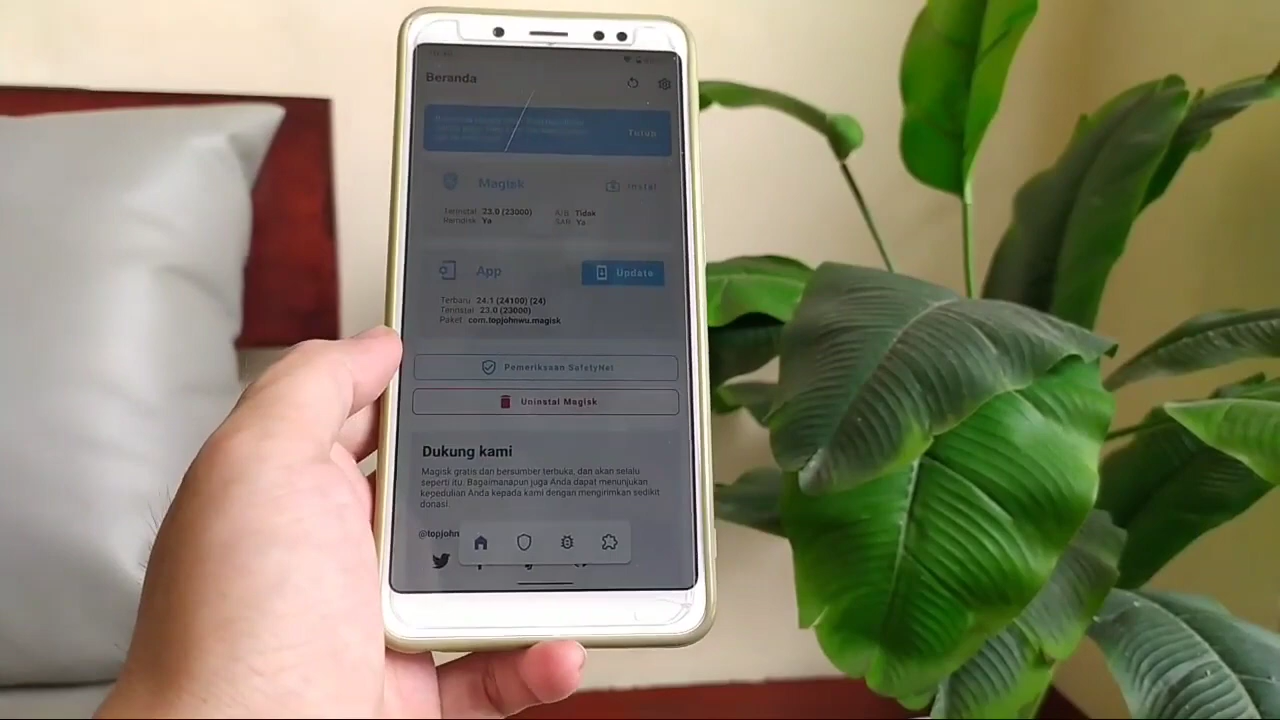 Beranda
Tutup
Magisk
Instal
Terinstal 23.0 (23000)
A/B Tidak
Ramdisk Ya
SAR Ya
App
Update
Terbaru 24.1 (24100) (24)
Terinstal 23.0 (23000)
Paket com.topjohnwu.magisk
Pemeriksaan SafetyNet
Uninstal Magisk
Dukung kami
Magisk gratis dan bersumber terbuka, dan akan selalu
seperti itu. Bagaimanapun juga Anda dapat menunjukan
kepedulian Anda kepada kami dengan mengirimkan sedikit
donasi.
@topjohn